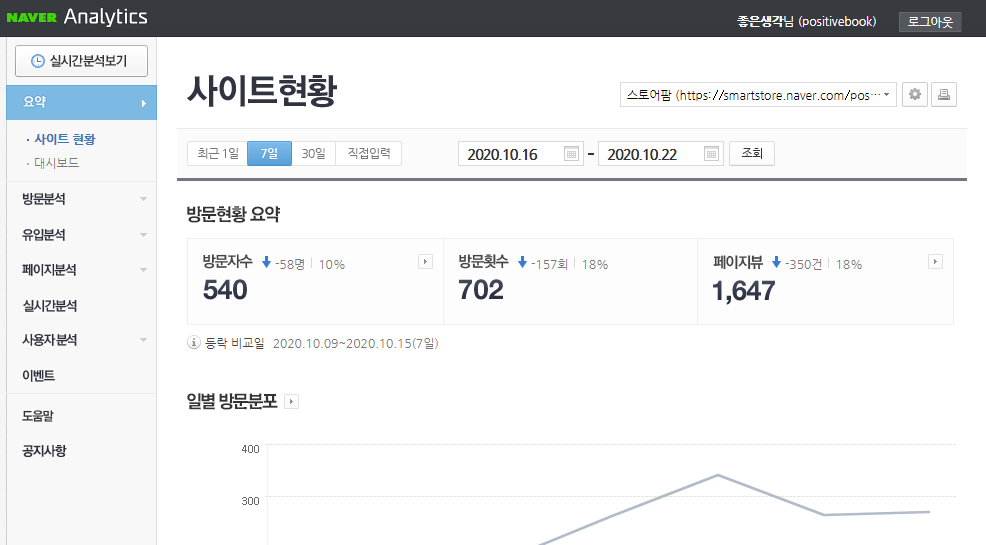 NAVER Analytics
좋은생각님 (positivebook)
로그아웃
실시간분석보기
요약
· 사이트 현황
· 대시보드
방문분석
유입분석
페이지분석
실시간분석
사용자분석
이벤트
도움말
공지사항
사이트현황
스토어팜 (https://smartstore.naver.com/pos…
최근 1일 7일 30일 직접입력
2020.10.16 - 2020.10.22 조회
방문현황 요약
방문자수 -58명 10%
540
방문횟수 -157회 18%
702
페이지뷰 -350건 18%
1,647
등락 비교일 2020.10.09~2020.10.15(7일)
일별 방문분포
400
300